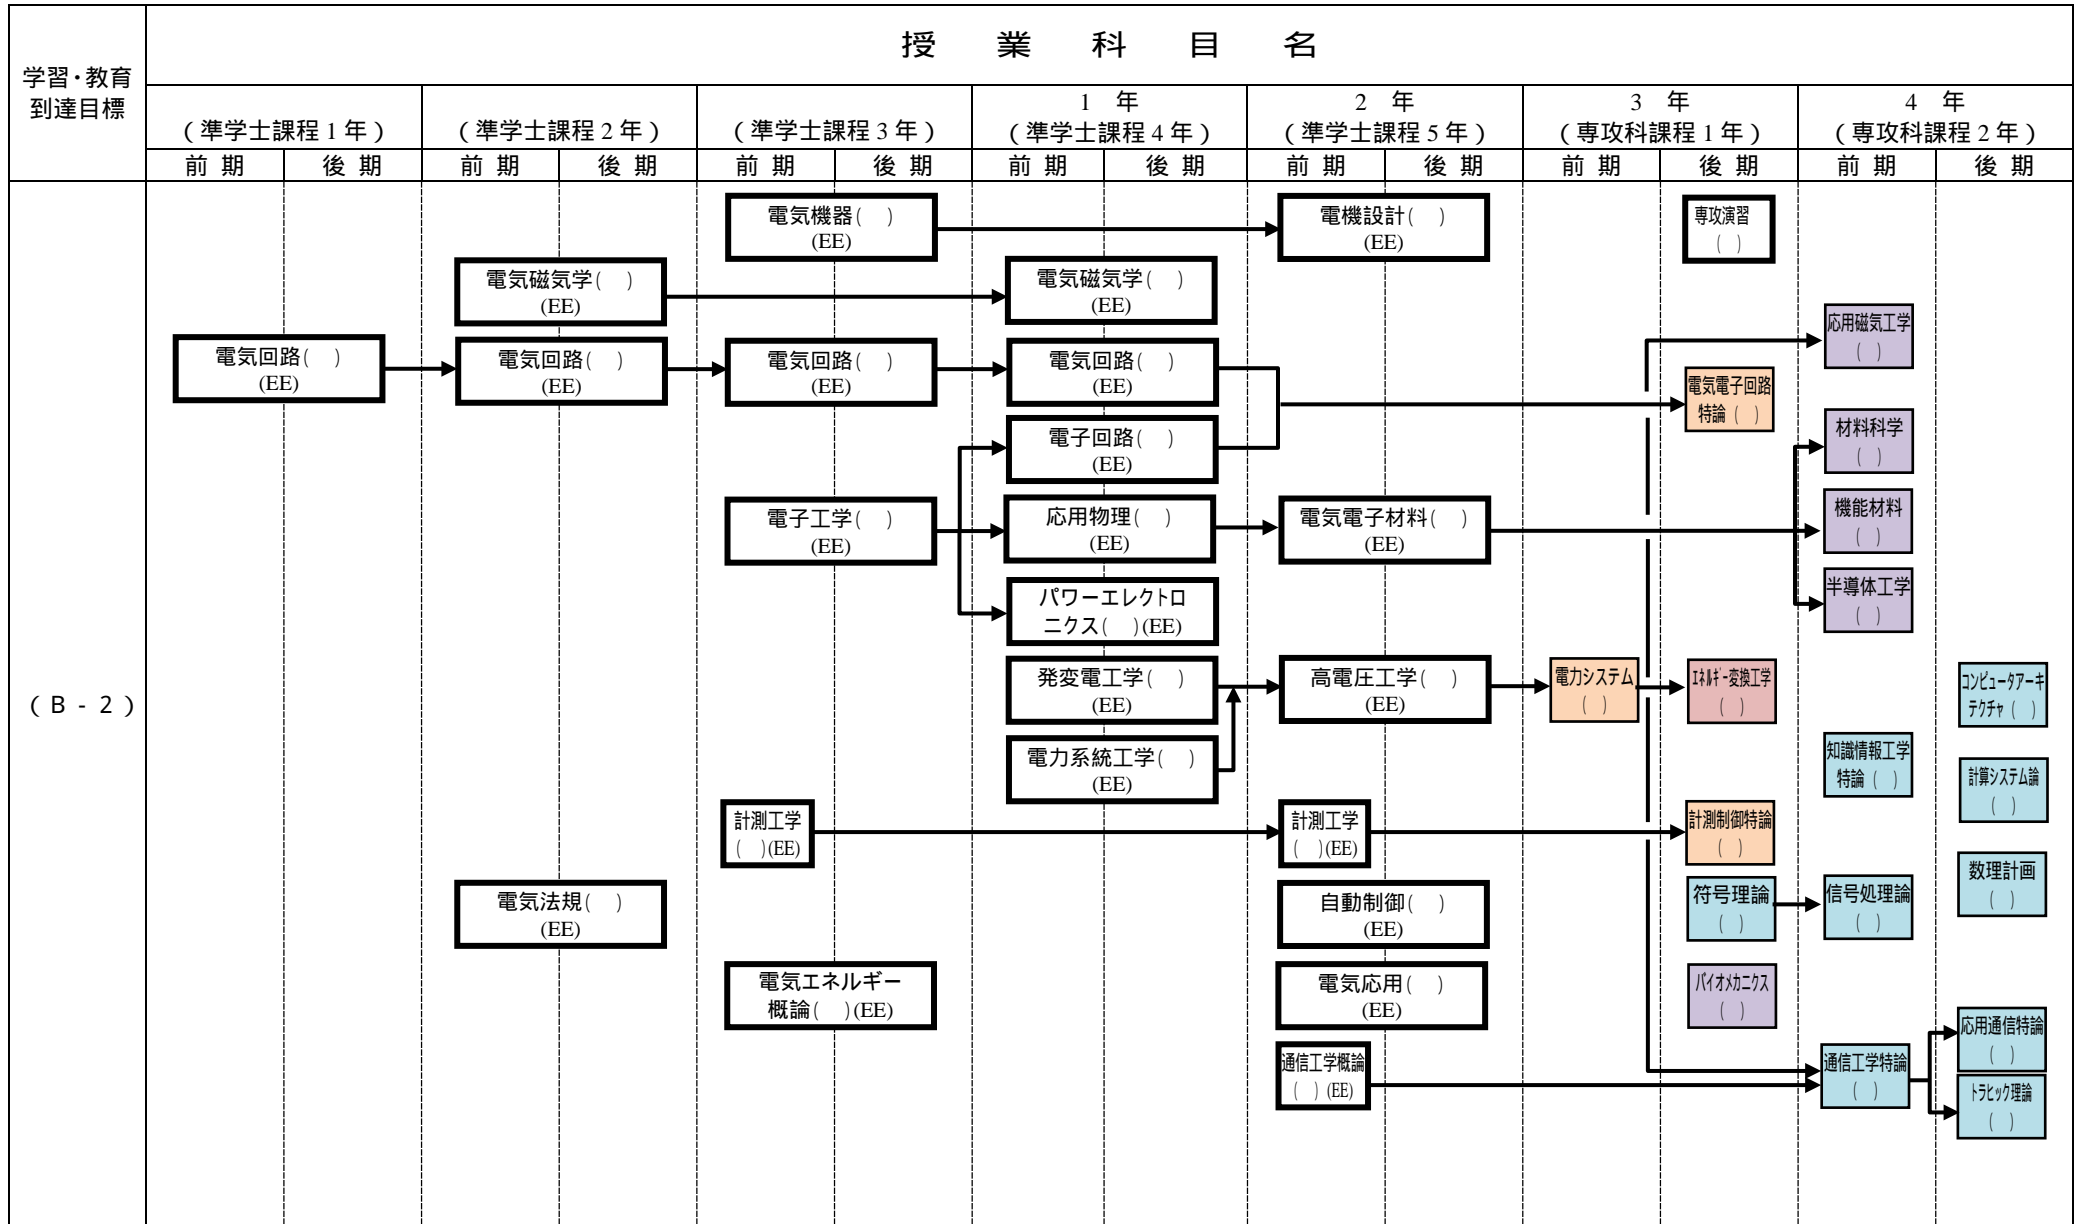 授 業 科 目 名
学習・教育
到達目標
1 年
2 年
3 年
4 年
(準学士課程 1 年)
(準学士課程 2 年)
(準学士課程 3 年)
(準学士課程 4 年)
(準学士課程 5 年)
(専攻科課程 1 年)
(専攻科課程 2 年)
前 期
後 期
前 期
後 期
前 期
後 期
前 期
後 期
前 期
後 期
前 期
後 期
前 期
後 期
(B - 2)
電気機器( )
(EE)
電機設計( )
(EE)
専攻演習
( )
電気磁気学( )
(EE)
電気磁気学( )
(EE)
応用磁気工学
( )
電気回路( )
(EE)
電気回路( )
(EE)
電気回路( )
(EE)
電気回路( )
(EE)
電気電子回路
特論( )
電子回路( )
(EE)
材料科学
( )
電子工学( )
(EE)
応用物理( )
(EE)
電気電子材料( )
(EE)
機能材料
( )
パワーエレクトロ
ニクス( )(EE)
半導体工学
( )
発変電工学( )
(EE)
高電圧工学( )
(EE)
電力システム
( )
エネルギー変換工学
( )
コンピュータアーキ
テクチャ( )
電力系統工学( )
(EE)
知識情報工学
特論( )
計算システム論
( )
計測工学
( )(EE)
計測工学
( )(EE)
計測制御特論
( )
数理計画
( )
電気法規( )
(EE)
自動制御( )
(EE)
符号理論
( )
信号処理論
( )
電気エネルギー
概論( )(EE)
電気応用( )
(EE)
バイオメカニクス
( )
通信工学概論
( )(EE)
通信工学特論
( )
応用通信特論
( )
トラヒック理論
( )